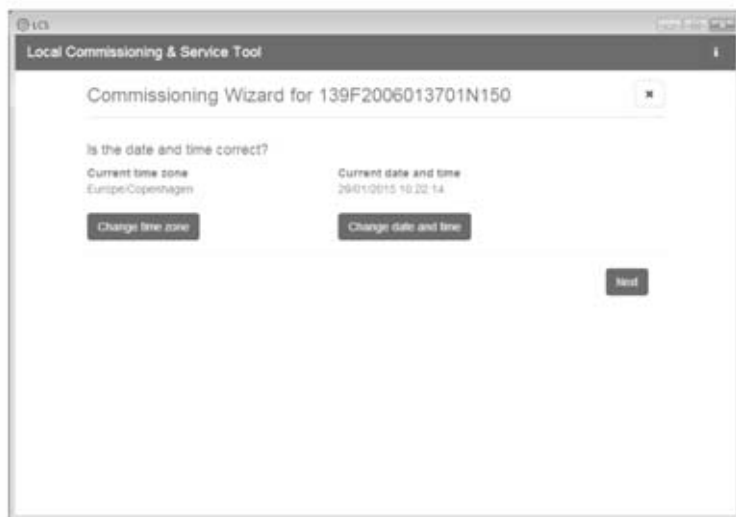 LCS
Local Commissioning & Service Tool
Commissioning Wizard for 139F2006013701N150
Is the date and time correct?
Current time zone
Current date and time
Europe/Copenhagen
29/01/2015 10:22:14
Change time zone
Change date and time
Next